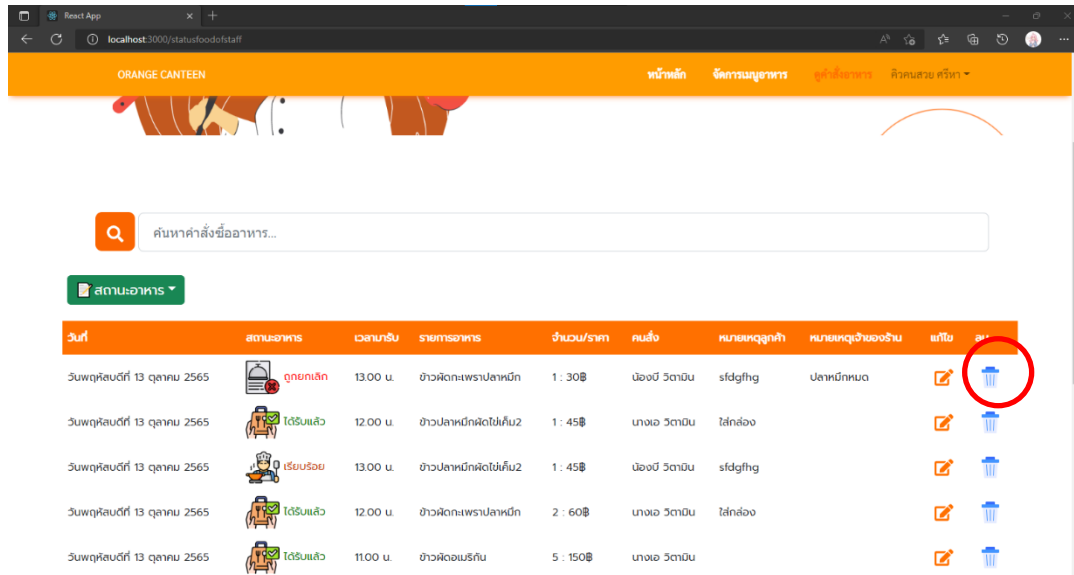 React App
localhost:3000/statusfoodofstaff
ORANGE CANTEEN หน้าหลัก จัดการเมนูอาหาร ดูคำสั่งอาหาร คิวคนสวย ศรีหา
ค้นหาคำสั่งซื้ออาหาร...
สถานะอาหาร
วันที่ สถานะอาหาร เวลามารับ รายการอาหาร จำนวน/ราคา คนสั่ง หมายเหตุลูกค้า หมายเหตุเจ้าของร้าน แก้ไข ลบ
วันพฤหัสบดีที่ 13 ตุลาคม 2565 ถูกยกเลิก 13.00 น. ข้าวผัดกะเพราปลาหมึก 1 : 30฿ น้องบี วิตามิน sfdgfhg ปลาหมึกหมด
วันพฤหัสบดีที่ 13 ตุลาคม 2565 ได้รับแล้ว 12.00 น. ข้าวปลาหมึกผัดไข่เค็ม2 1 : 45฿ นางเอ วิตามิน ใส่กล่อง
วันพฤหัสบดีที่ 13 ตุลาคม 2565 เรียบร้อย 13.00 น. ข้าวปลาหมึกผัดไข่เค็ม2 1 : 45฿ น้องบี วิตามิน sfdgfhg
วันพฤหัสบดีที่ 13 ตุลาคม 2565 ได้รับแล้ว 12.00 น. ข้าวผัดกะเพราปลาหมึก 2 : 60฿ นางเอ วิตามิน ใส่กล่อง
วันพฤหัสบดีที่ 13 ตุลาคม 2565 ได้รับแล้ว 11.00 น. ข้าวผัดอเมริกัน 5 : 150฿ นางเอ วิตามิน